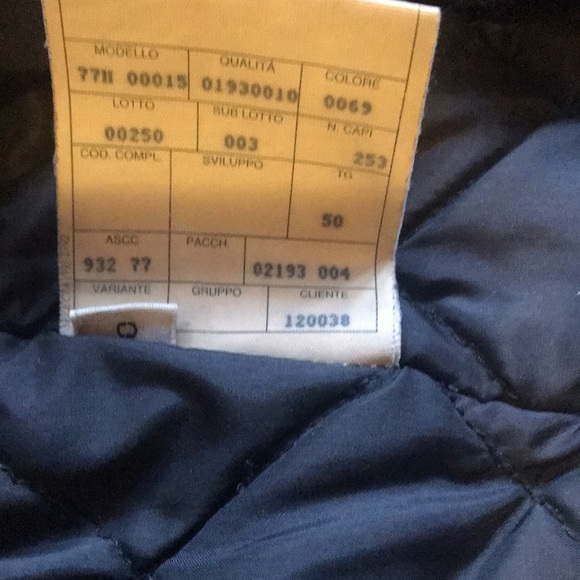 MODELLO QUALITÀ COLORE
77H 00015 01930010 0069
LOTTO SUB LOTTO N. CAPI
00250 003 253
COD. COMPL. SVILUPPO TG
50
ASCC PACCH.
932 77 02193 004
VARIANTE GRUPPO CLIENTE
120038
C